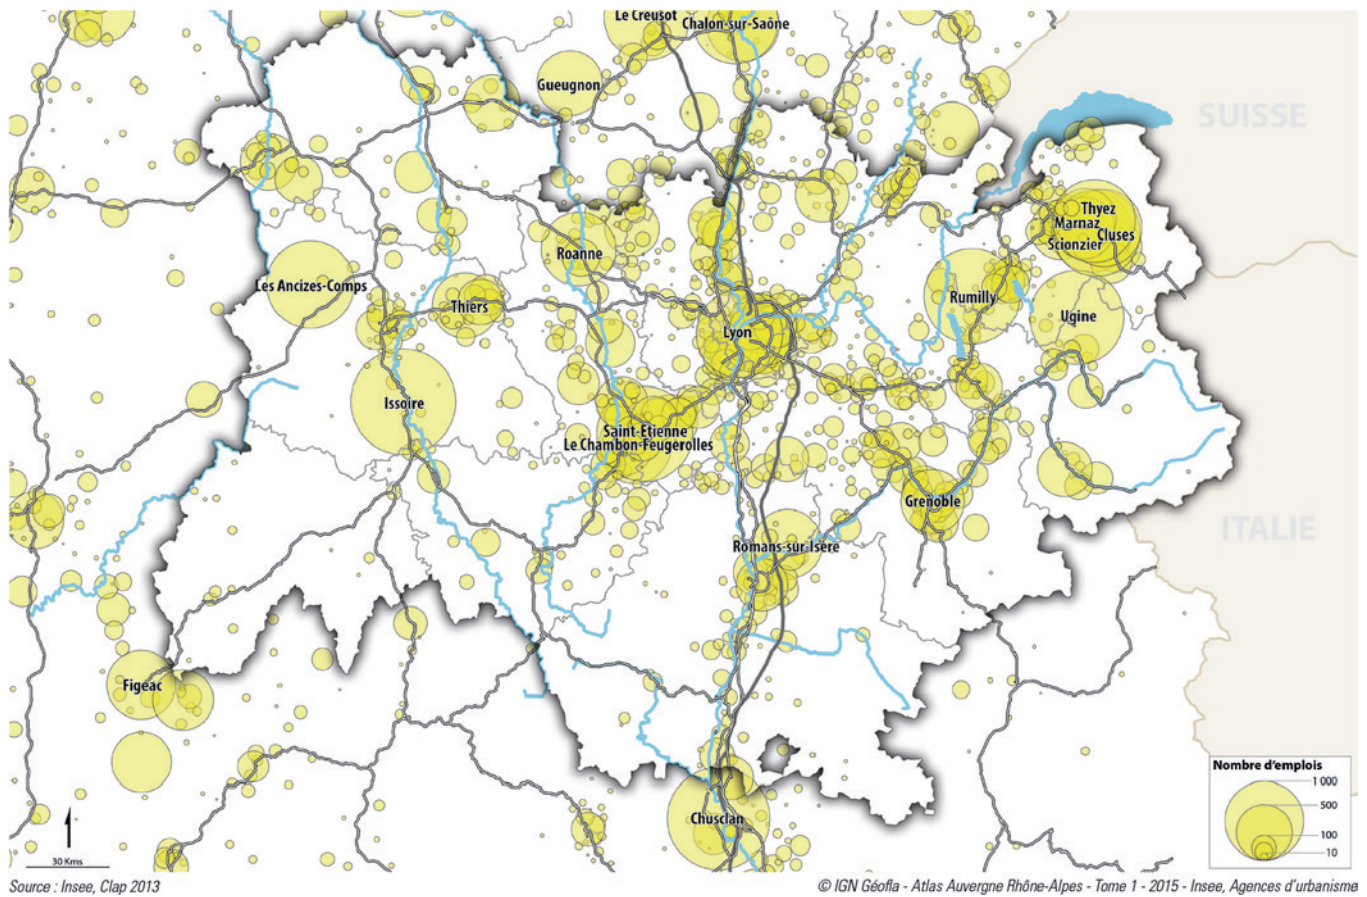 Le Creusot
Chalon-sur-Saône
Gueugnon
SUISSE
Thyez
Marnaz
Cluses
Scionzier
Roanne
Les Ancizes-Comps
Rumilly
Thiers
Ugine
Lyon
Issoire
Saint-Etienne
Le Chambon-Feugerolles
Grenoble
ITALIE
Romans-sur-Isère
Figeac
Chusclan
Nombre d'emplois
1 000
500
100
10
30 Kms
Source : Insee, Clap 2013
© IGN Géofla - Atlas Auvergne Rhône-Alpes - Tome 1 - 2015 - Insee, Agences d'urbanisme